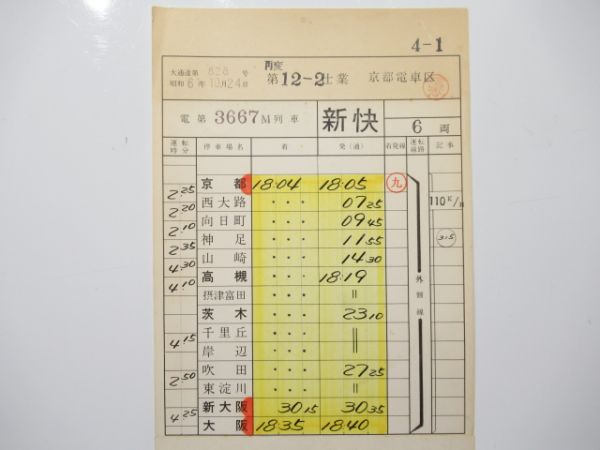 4-1
大通達第 828 号
昭和 6年10月24日
再変
第12-2仕業 京都電車区
電 第 3667M列車 新快 6 両
運転時分 停車場名 着 発(通) 着発線 運転線路 記事
京都 18:04 18:05 九
2 25
西大路 ・・・ 07 25 110K/H
2 20
向日町 ・・・ 09 45
2 10
神足 ・・・ 11 55 315
2 35
山崎 ・・・ 14 30
4 30
高槻 18:19 外側線
4 10
摂津富田 ・・・ 〃
茨木 ・・・ 23 10
千里丘 ・・・ ||
4 15
岸辺 ・・・ ||
吹田 ・・・ 27 25
2 50
東淀川 ・・・ 〃
新大阪 30 15 30 35
4 25
大阪 18:35 18:40